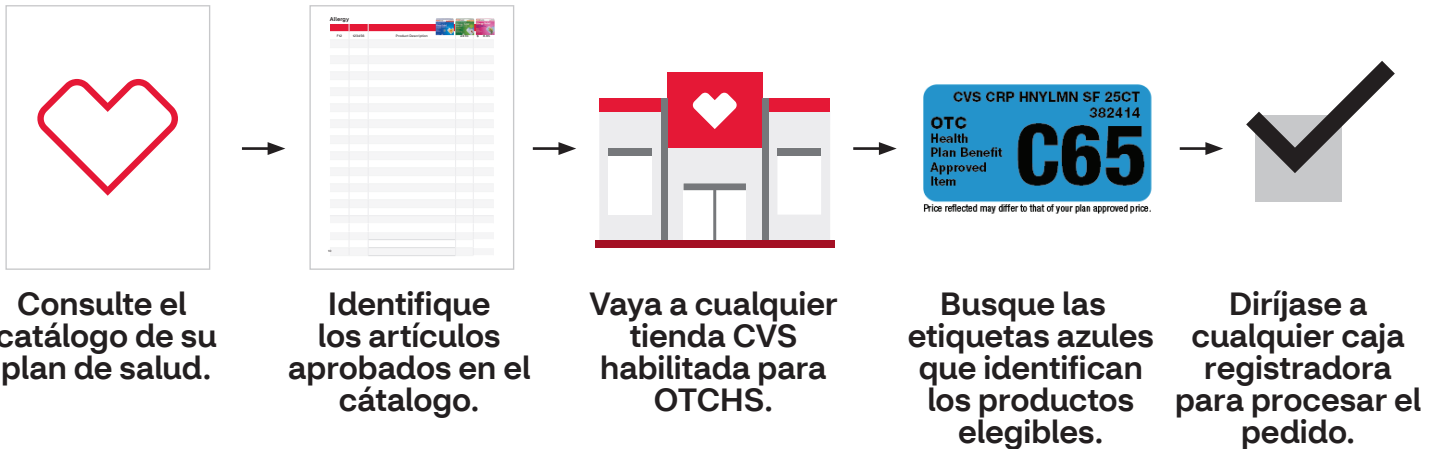 Allergy
Product Description
CVS CRP HNYLMN SF 25CT
382414
OTC
Health
Plan Benefit
Approved
Item
C65
Price reflected may differ to that of your plan approved price.
Consulte el
catálogo de su
plan de salud.
Identifique
los artículos
aprobados en el
cátalogo.
Vaya a cualquier
tienda CVS
habilitada para
OTCHS.
Busque las
etiquetas azules
que identifican
los productos
elegibles.
Diríjase a
cualquier caja
registradora
para procesar el
pedido.